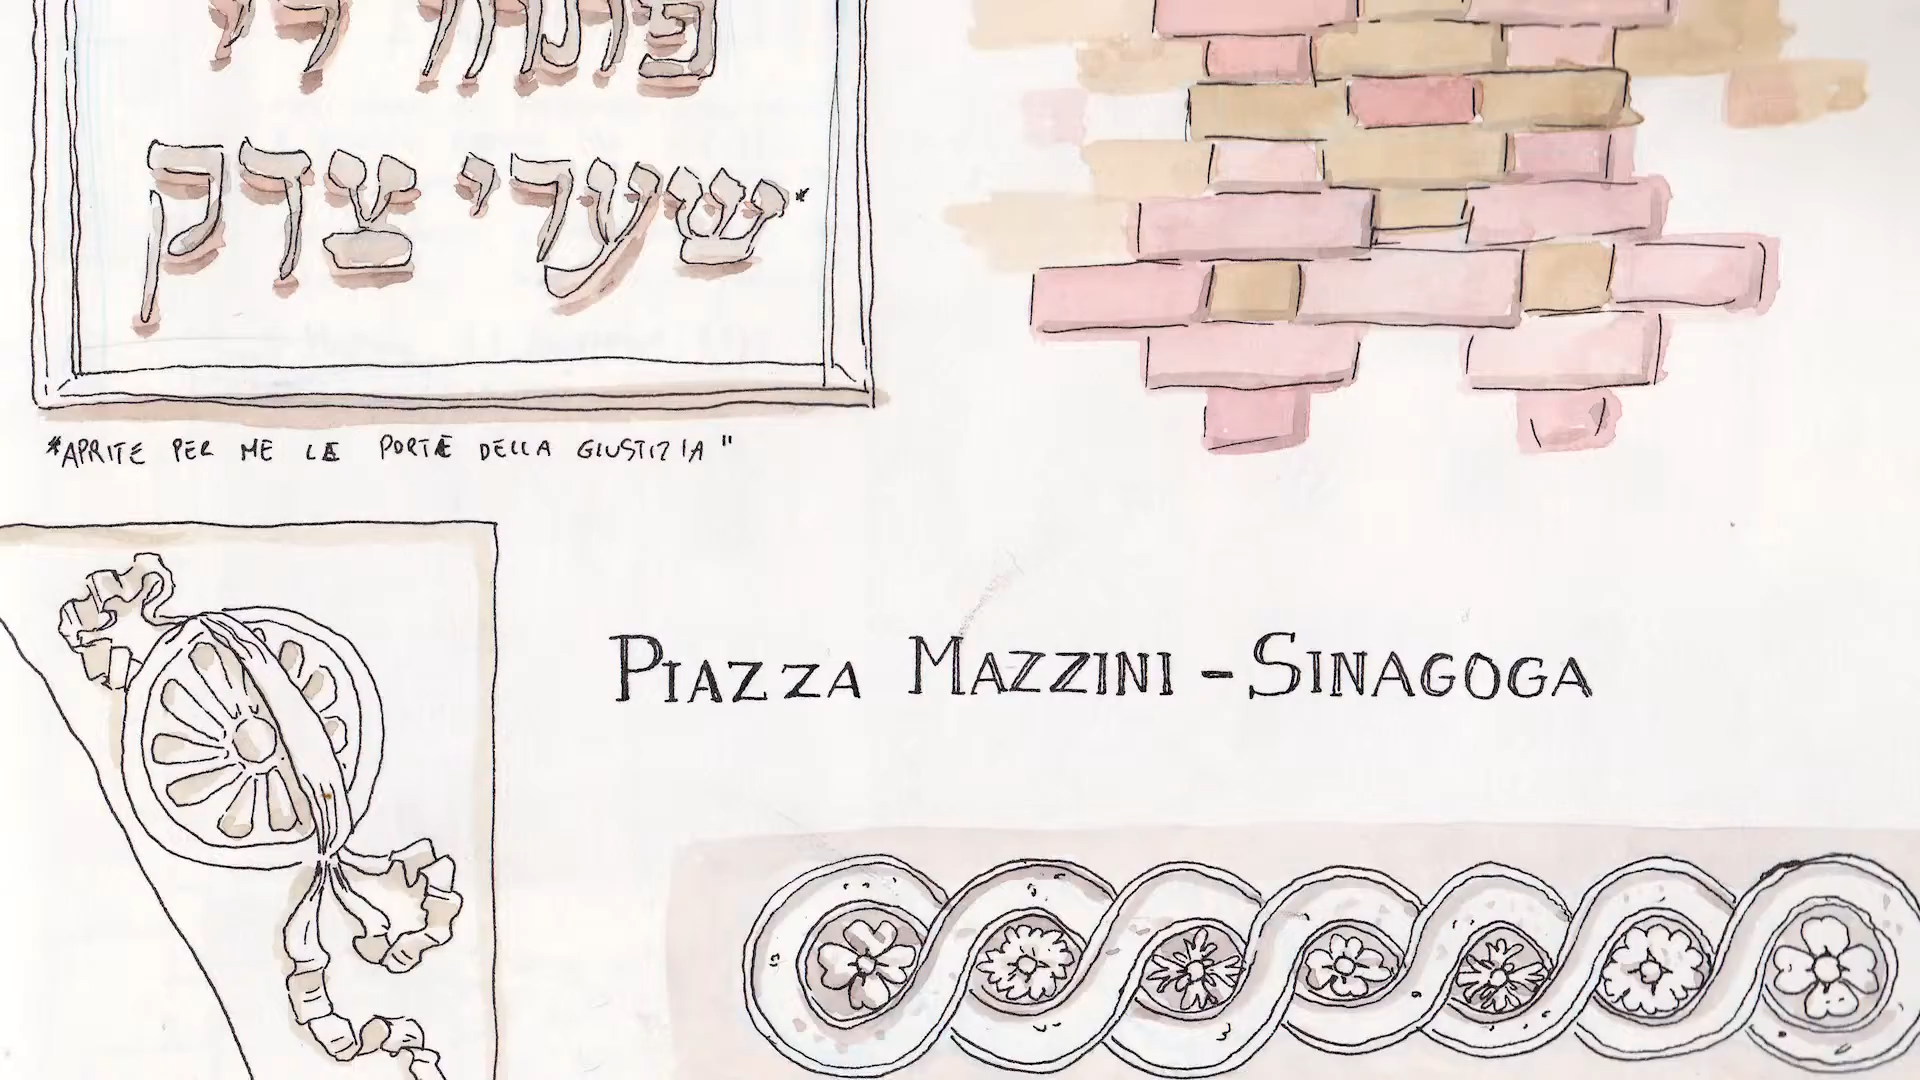 שערי צדק*
*APRITE PER ME LE PORTE DELLA GIUSTIZIA"
PIAZZA MAZZINI - SINAGOGA